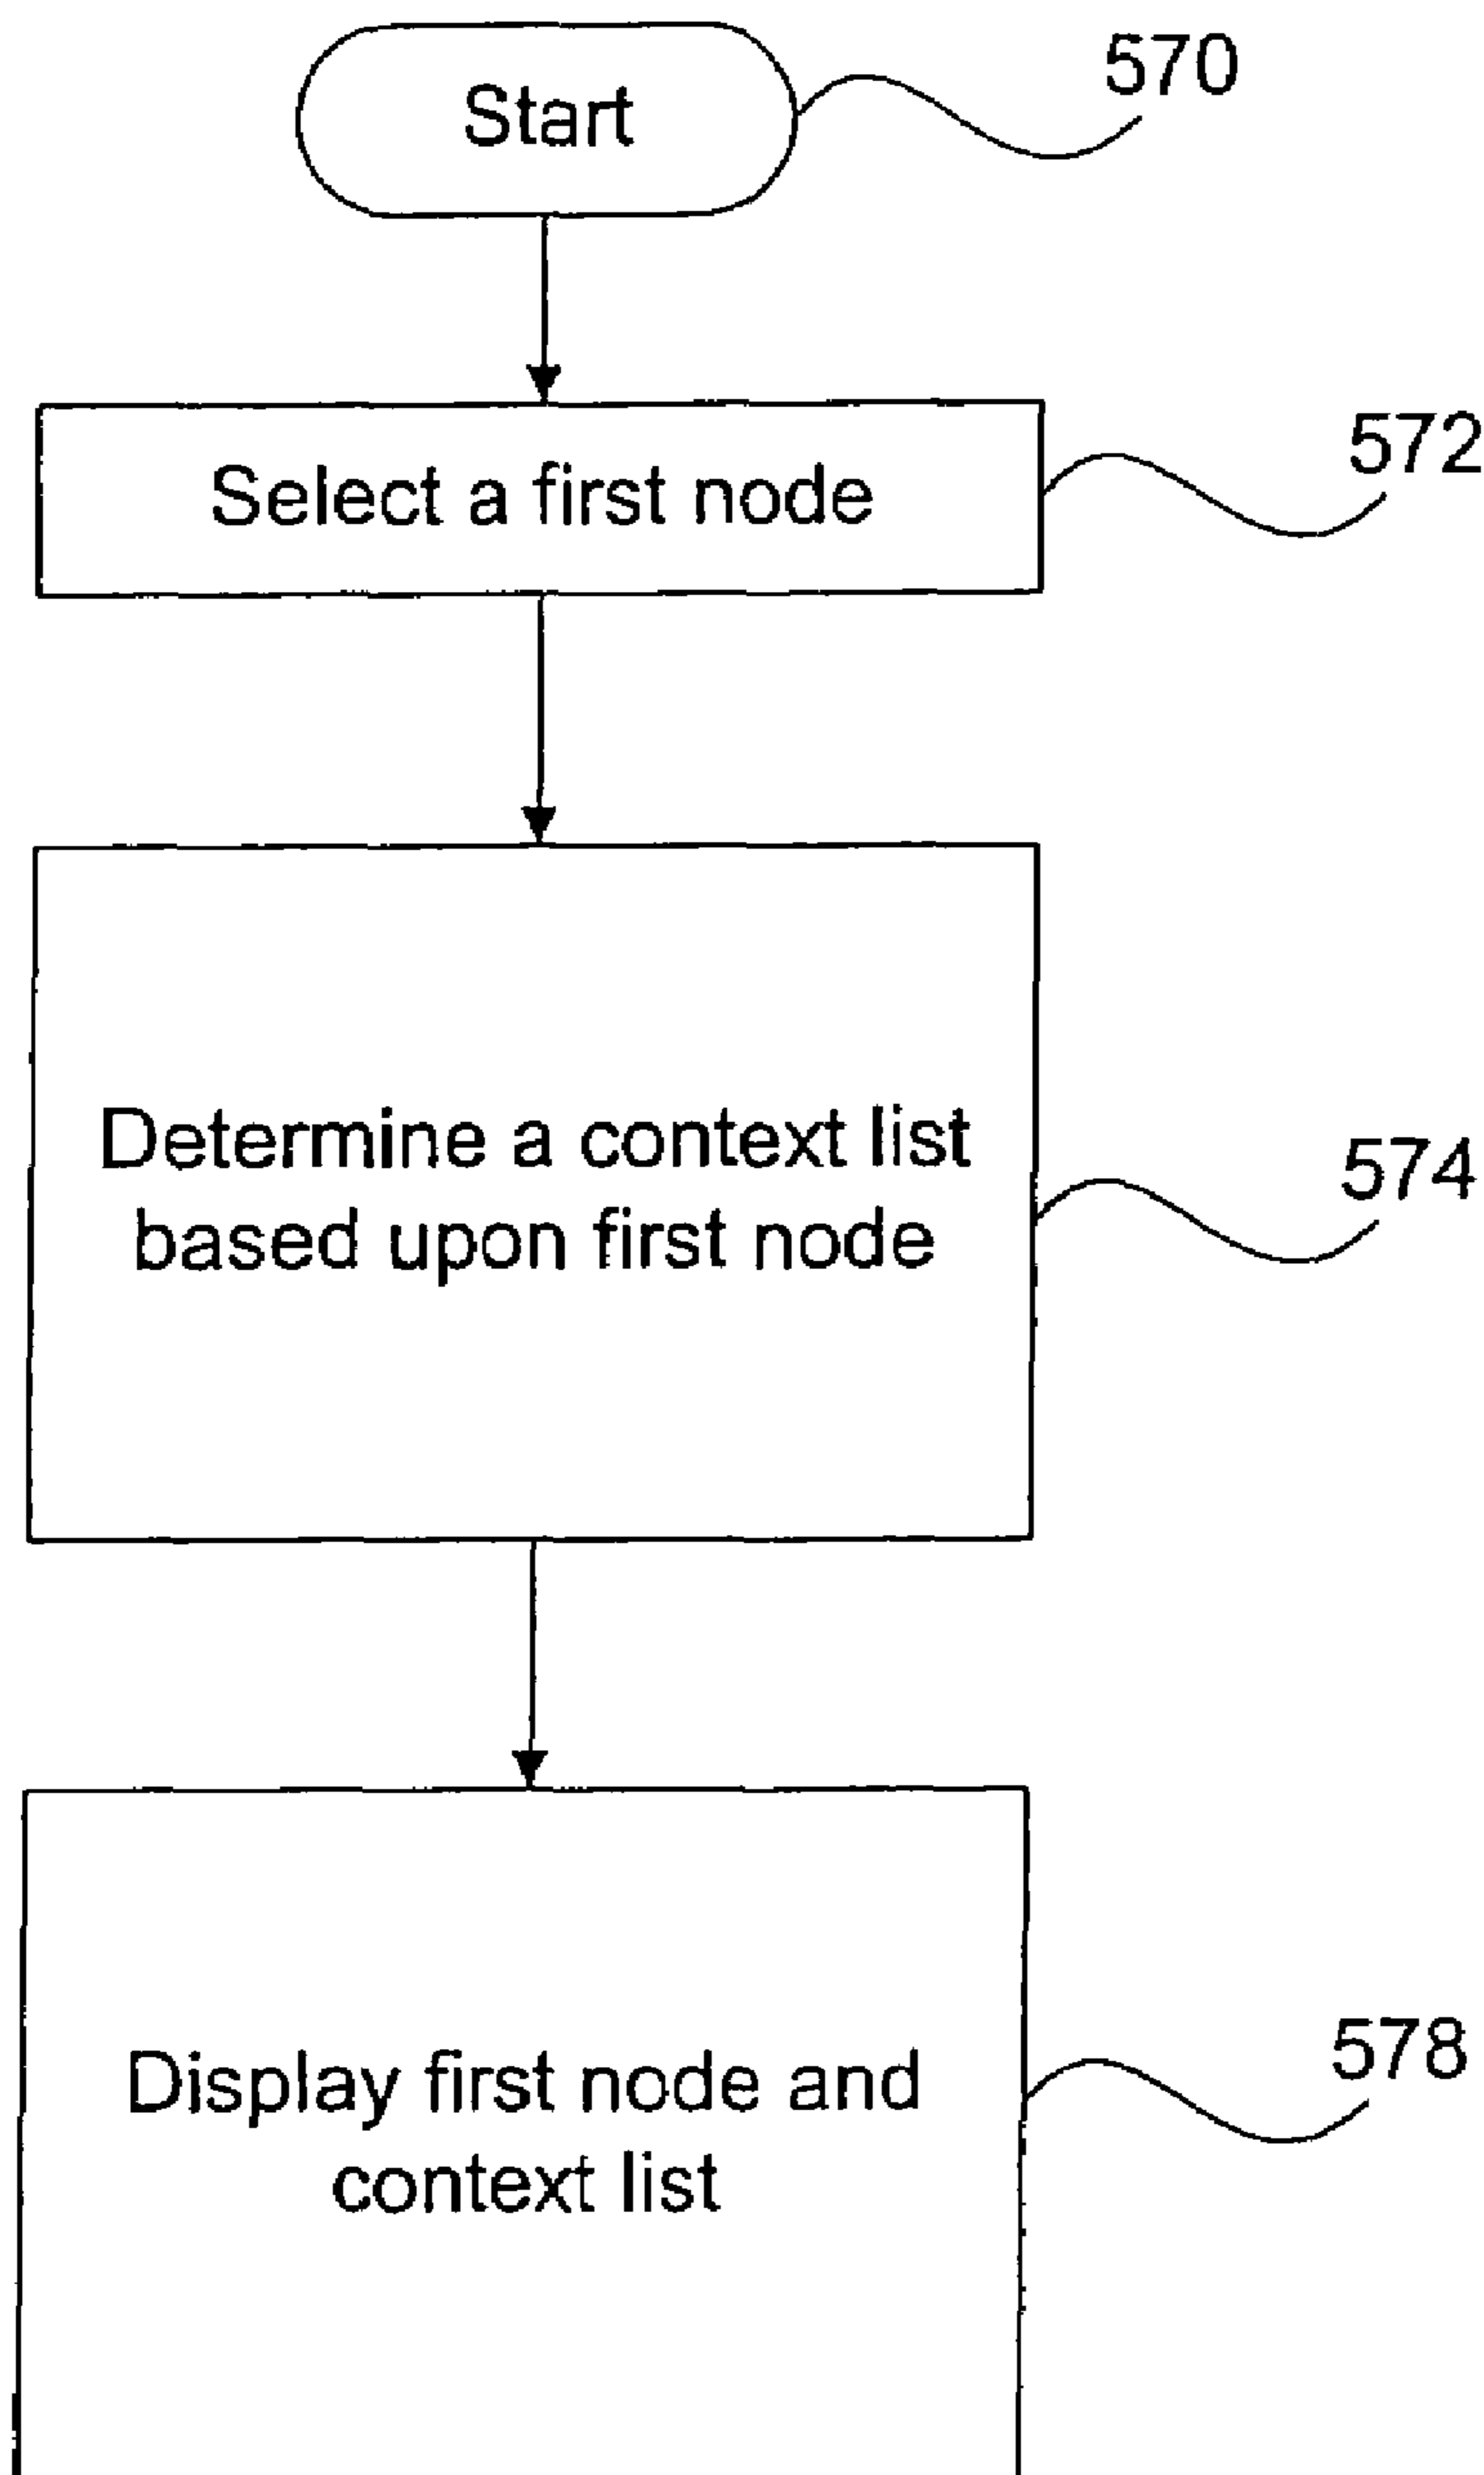 Start
570
Select a first node
572
Determine a context list
based upon first node
574
Display first node and
context list
578